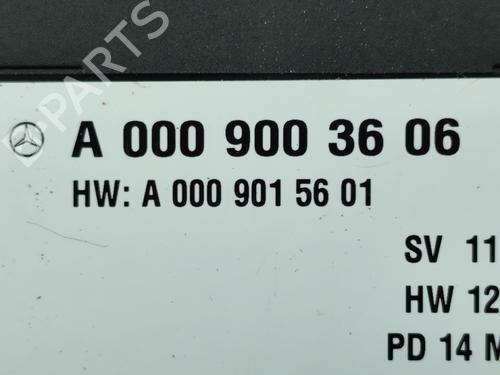 A 000 900 36 06
HW: A 000 901 56 01
SV 11
HW 12
PD 14 M
B PARTS